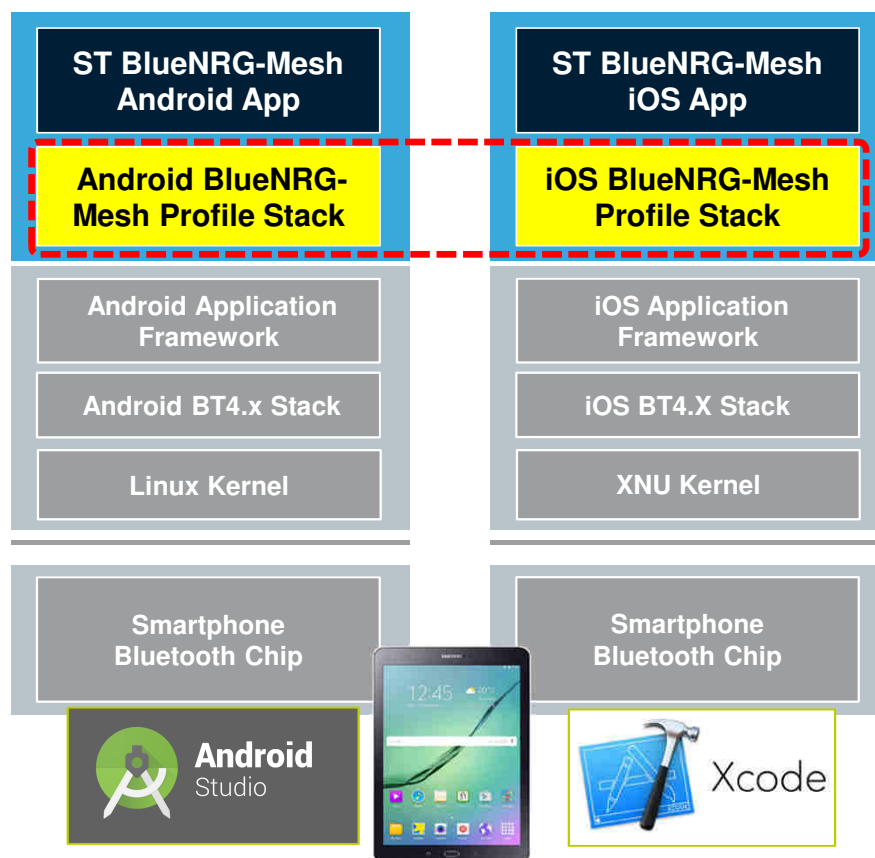 ST BlueNRG-Mesh
Android App
Android BlueNRG-
Mesh Profile Stack
Android Application
Framework
Android BT4.x Stack
Linux Kernel
Smartphone
Bluetooth Chip
ST BlueNRG-Mesh
iOS App
iOS BlueNRG-Mesh
Profile Stack
iOS Application
Framework
iOS BT4.X Stack
XNU Kernel
Smartphone
Bluetooth Chip
Android
Studio
SAMSUNG
12:45
Xcode